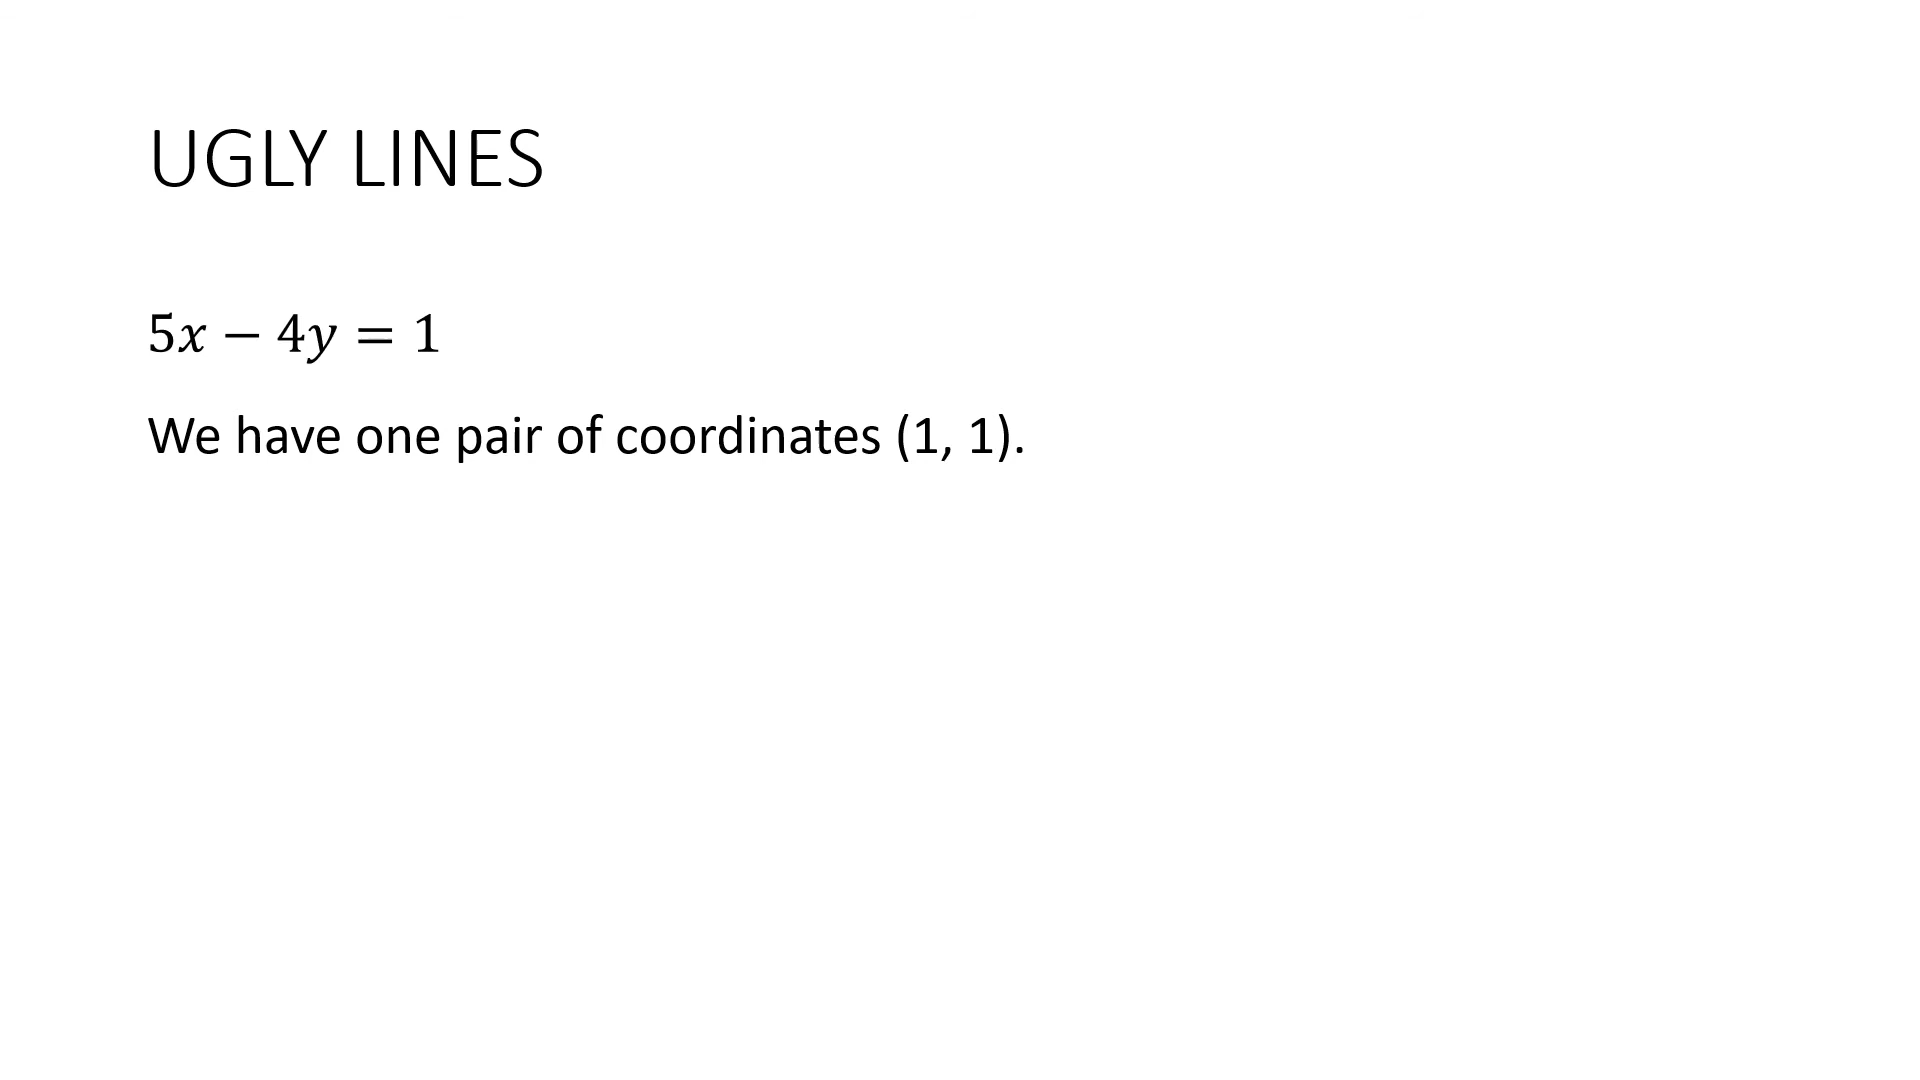 UGLY LINES
5𝑥 − 4𝑦 = 1
We have one pair of coordinates (1, 1).